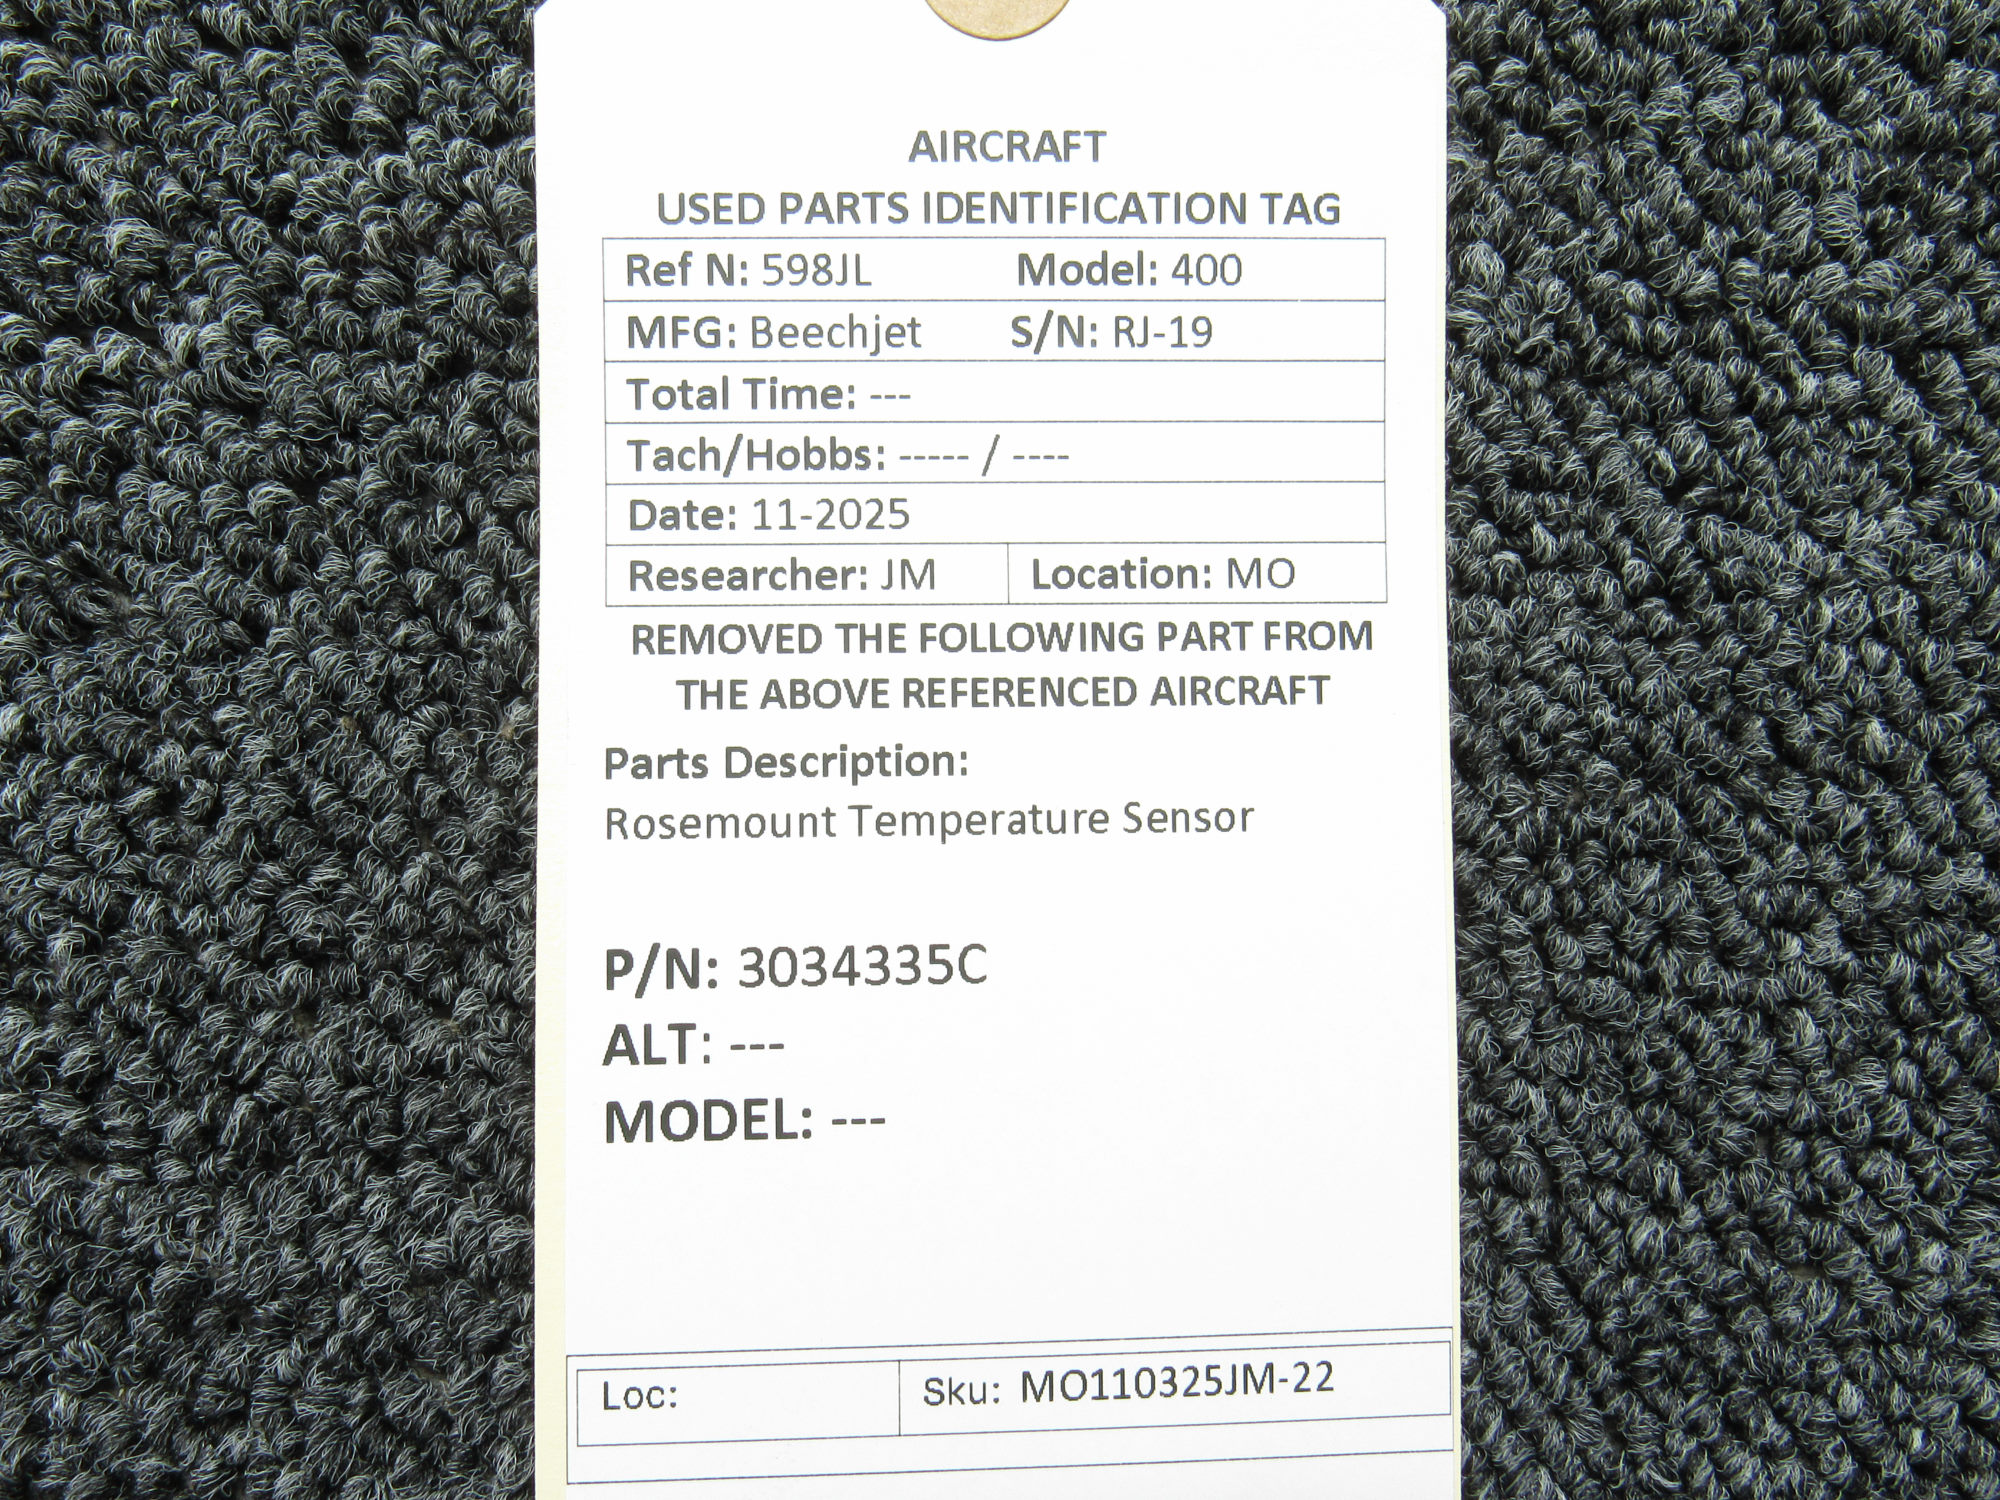 AIRCRAFT
USED PARTS IDENTIFICATION TAG
Ref N: 598JL Model: 400
MFG: Beechjet S/N: RJ-19
Total Time: ---
Tach/Hobbs: ----- / ----
Date: 11-2025
Researcher: JM Location: MO
REMOVED THE FOLLOWING PART FROM
THE ABOVE REFERENCED AIRCRAFT
Parts Description:
Rosemount Temperature Sensor
P/N: 3034335C
ALT: ---
MODEL: ---
Loc: Sku: MO110325JM-22